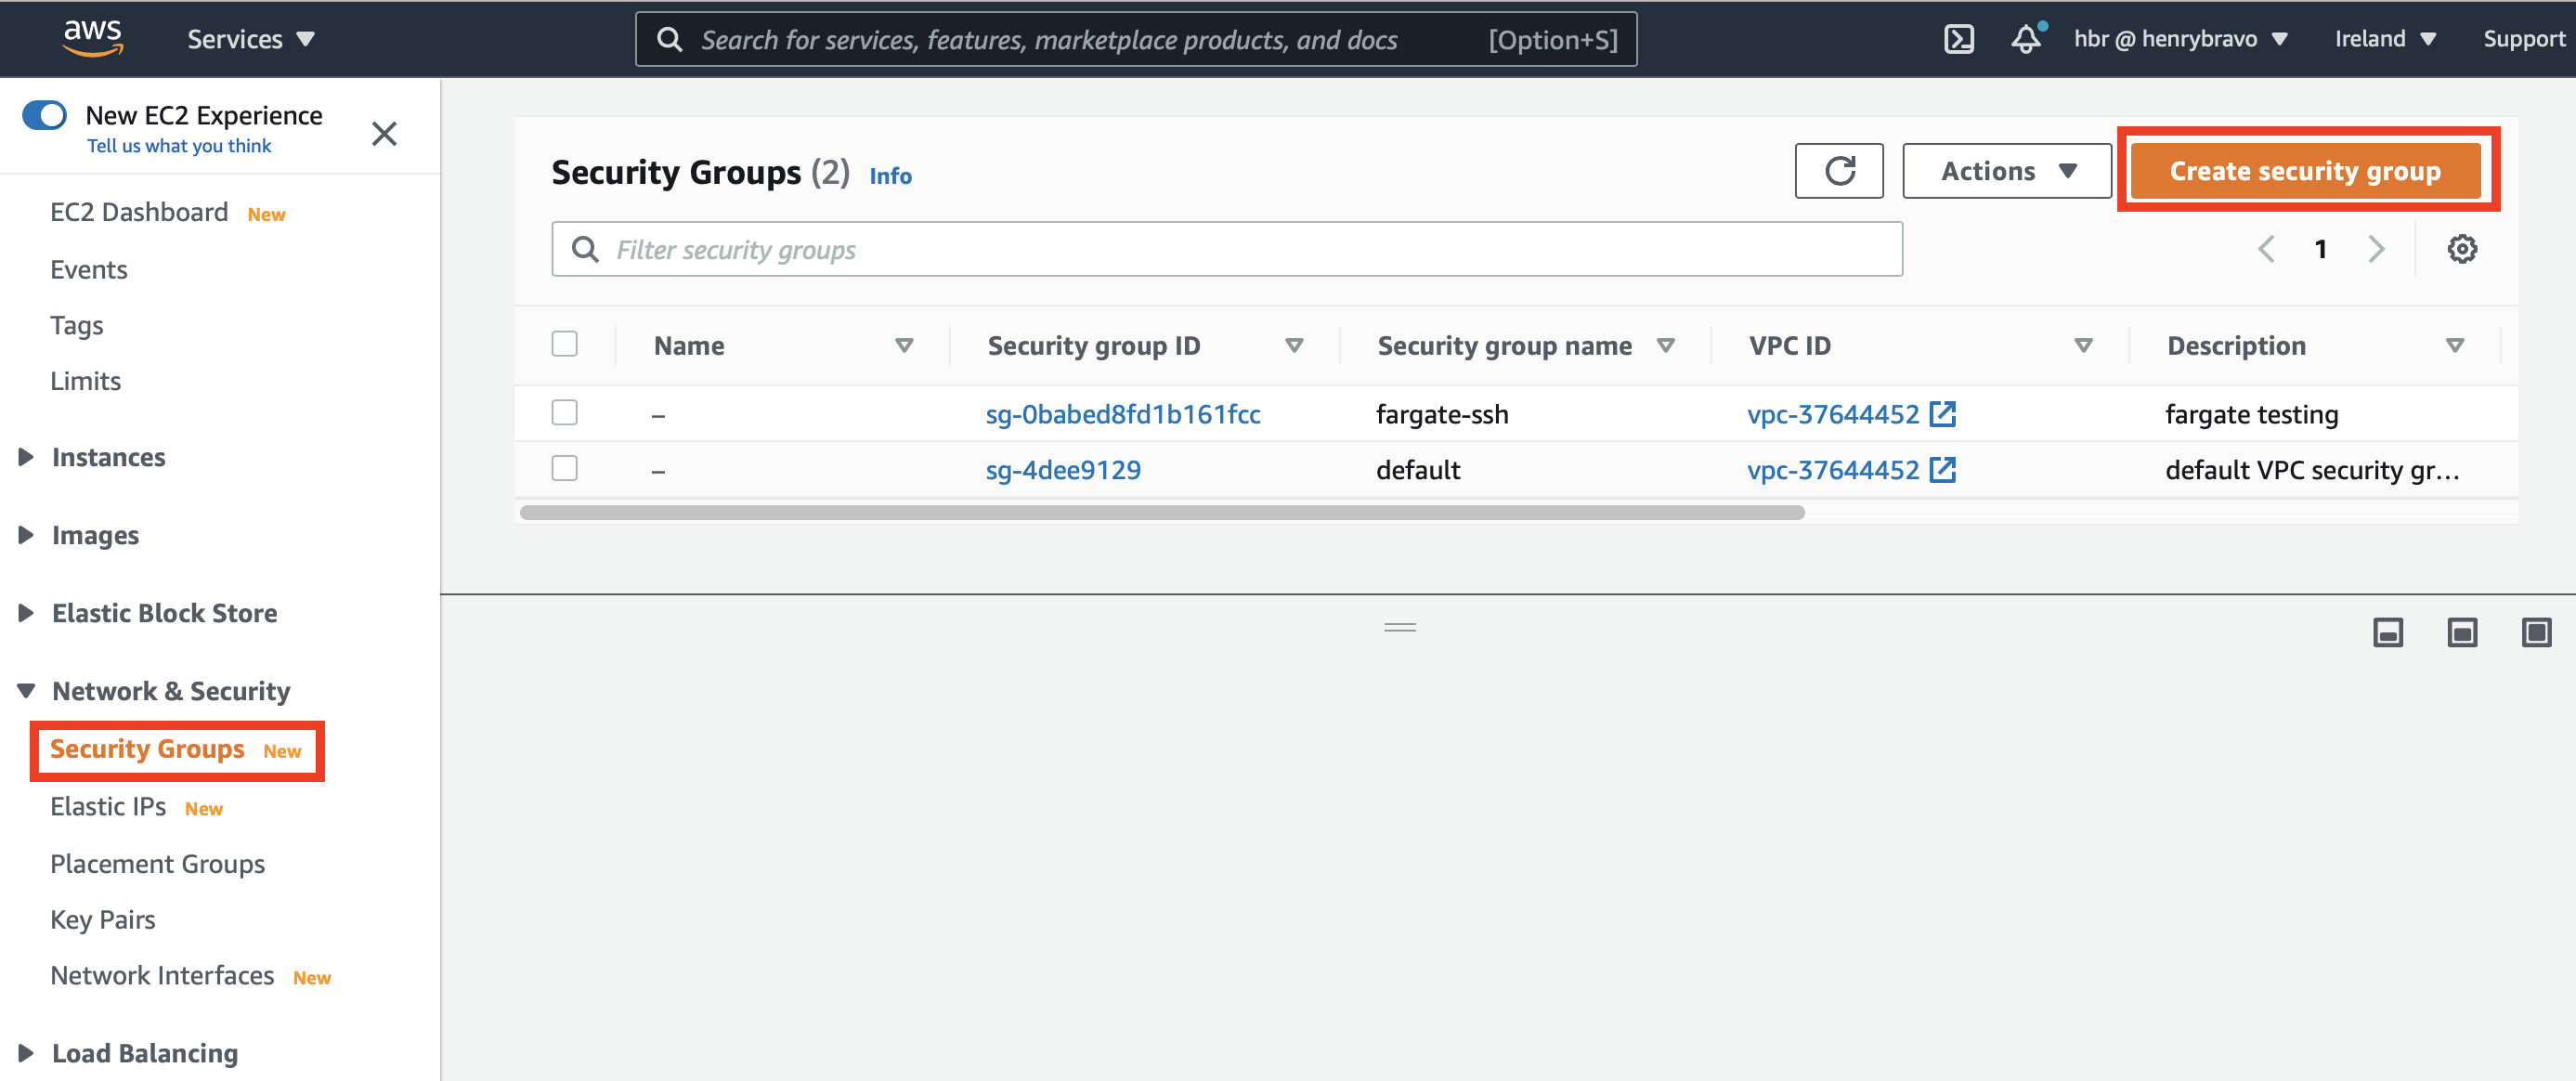 aws
Services
Search for services, features, marketplace products, and docs [Option+S]
hbr @ henrybravo
Ireland
Support
New EC2 Experience
Tell us what you think
EC2 Dashboard New
Events
Tags
Limits
Instances
Images
Elastic Block Store
Network & Security
Security Groups New
Elastic IPs New
Placement Groups
Key Pairs
Network Interfaces New
Load Balancing
Security Groups (2) Info
Actions
Create security group
Filter security groups
1
Name Security group ID Security group name VPC ID Description
– sg-0babed8fd1b161fcc fargate-ssh vpc-37644452 fargate testing
– sg-4dee9129 default vpc-37644452 default VPC security gr...